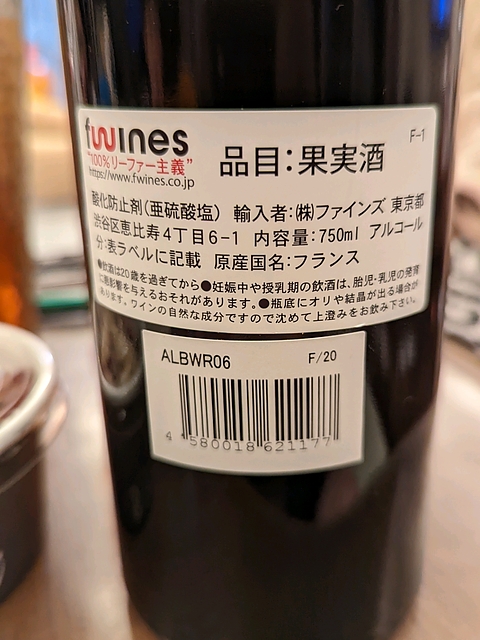 fwines
F-1
"100%リーファー主義"
https://www.fwines.co.jp
品目:果実酒
酸化防止剤(亜硫酸塩) 輸入者:㈱ファインズ 東京都
渋谷区恵比寿4丁目6-1 内容量:750ml アルコール
分:表ラベルに記載 原産国名:フランス
●飲酒は20歳を過ぎてから●妊娠中や授乳期の飲酒は、胎児・乳児の発育
に悪影響を与えるおそれがあります。●瓶底にオリや結晶が出る場合が
あります。ワインの自然な成分ですので沈めて上澄みをお飲み下さい。
ALBWR06 F/20
4 580018 621177